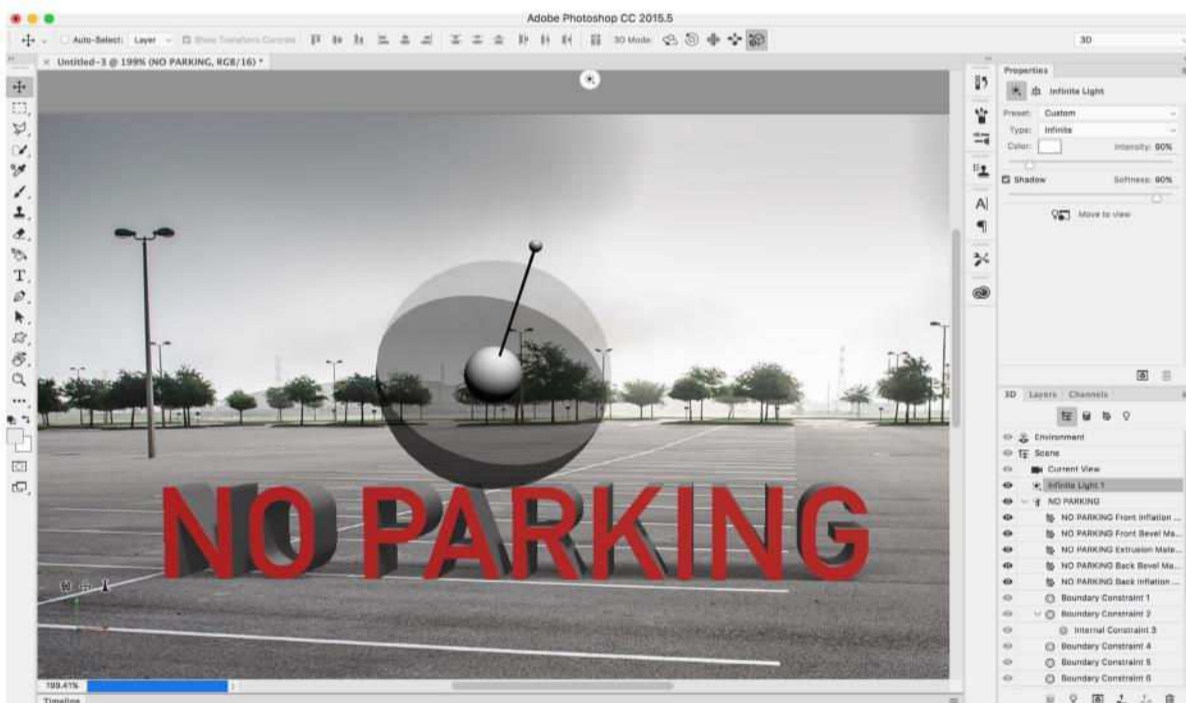 Adobe Photoshop CC 2015.5
Auto-Select: Layer Show Transform Controls 3D Mode: 3D
× Untitled-3 @ 199% (NO PARKING, RGB/16) *
Properties
Infinite Light
Preset: Custom
Type: Infinite
Color: Intensity: 90%
Shadow Softness: 90%
Move to view
3D Layers Channels
Environment
Scene
Current View
Infinite Light 1
NO PARKING
NO PARKING Front Inflation ...
NO PARKING Front Bevel Ma...
NO PARKING Extrusion Mate...
NO PARKING Back Bevel Ma...
NO PARKING Back Inflation ...
Boundary Constraint 1
Boundary Constraint 2
Internal Constraint 3
Boundary Constraint 4
Boundary Constraint 5
Boundary Constraint 6
NO PARKING
199.41%
Timeline